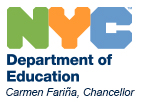 NYC
Department of
Education
Carmen Fariña, Chancellor